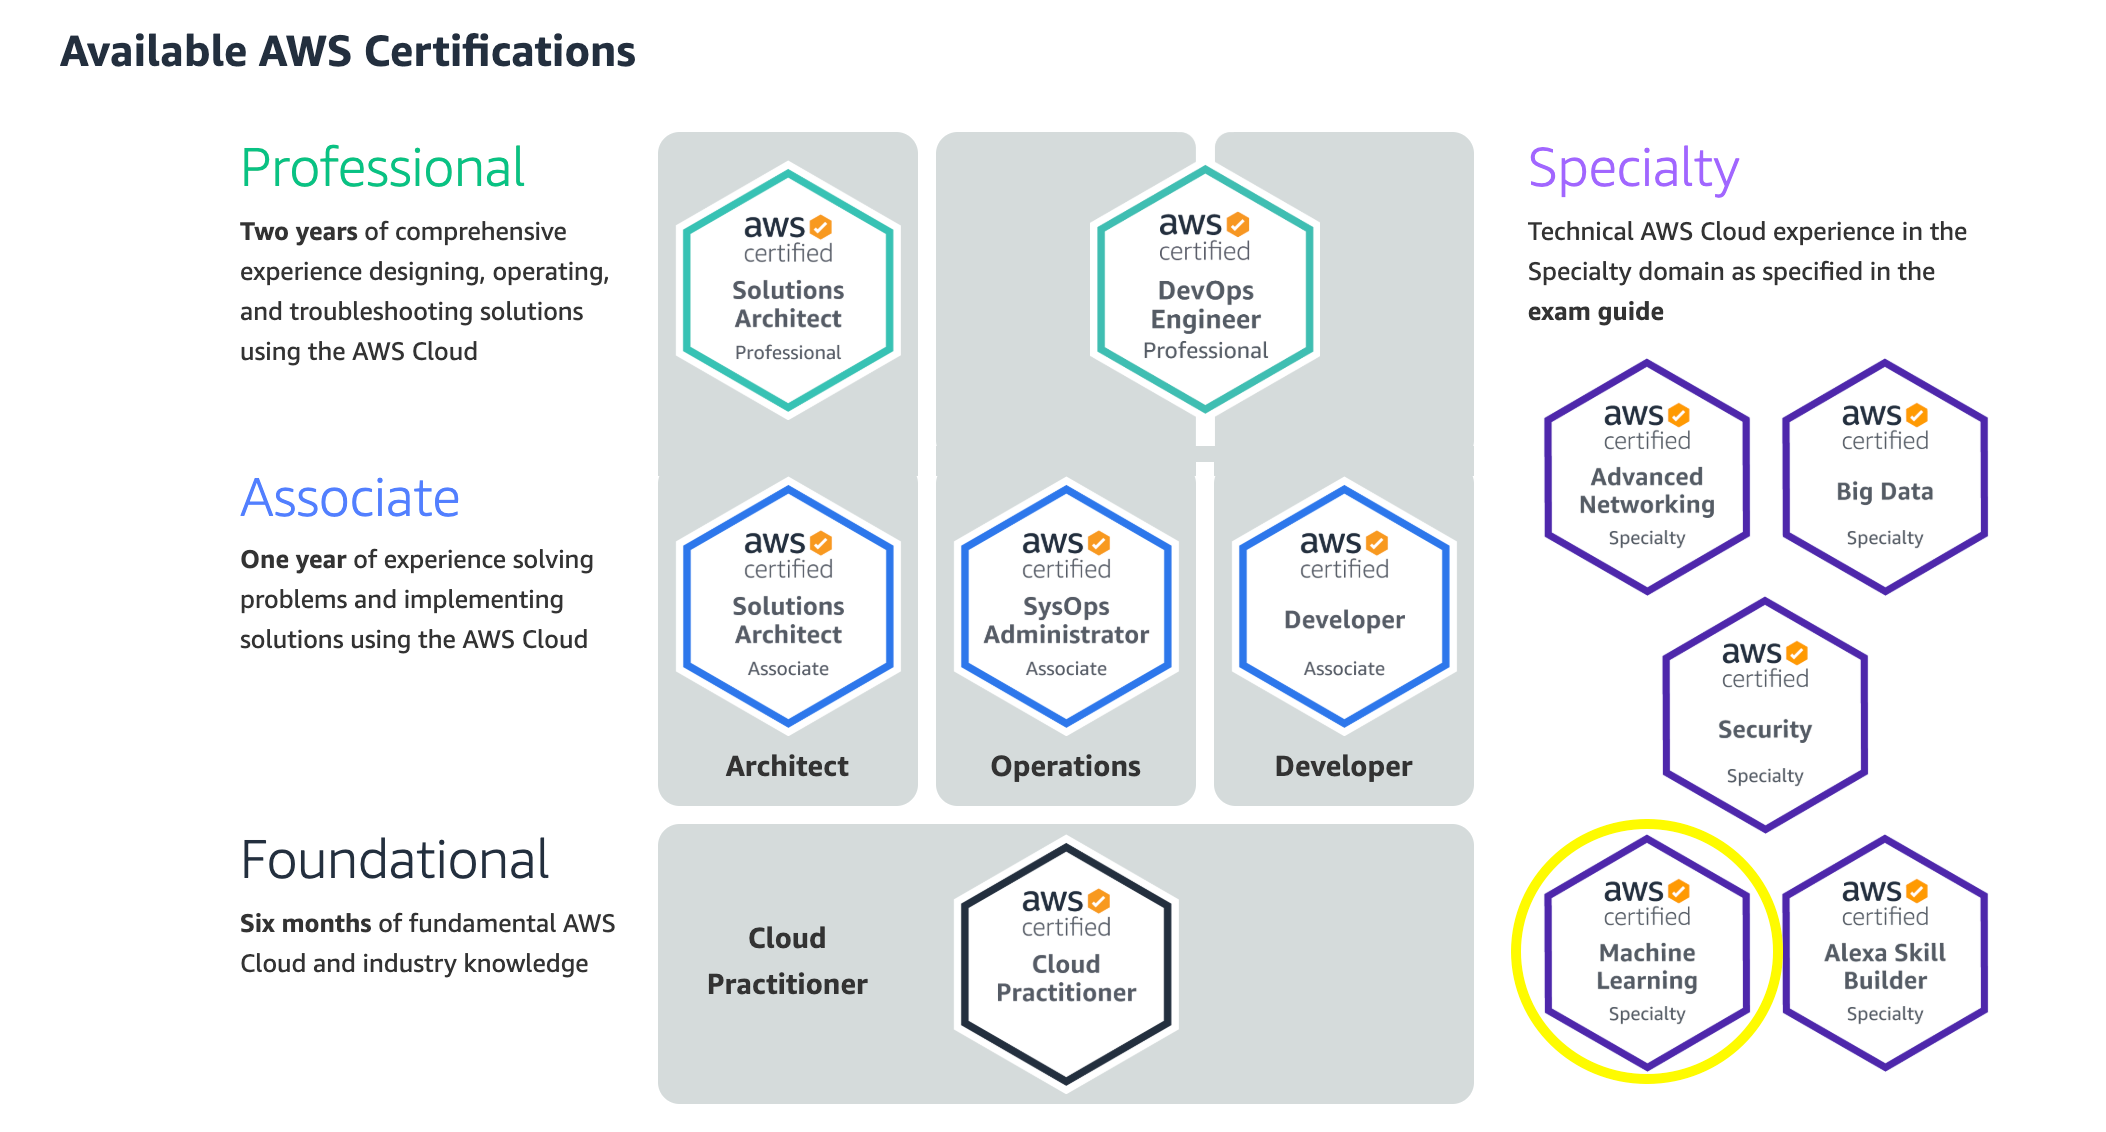 Available AWS Certifications
Professional
Two years of comprehensive
experience designing, operating,
and troubleshooting solutions
using the AWS Cloud
aws
certified
Solutions
Architect
Professional
aws
certified
DevOps
Engineer
Professional
Associate
One year of experience solving
problems and implementing
solutions using the AWS Cloud
aws
certified
Solutions
Architect
Associate
Architect
aws
certified
SysOps
Administrator
Associate
Operations
aws
certified
Developer
Associate
Developer
Foundational
Six months of fundamental AWS
Cloud and industry knowledge
Cloud
Practitioner
aws
certified
Cloud
Practitioner
Specialty
Technical AWS Cloud experience in the
Specialty domain as specified in the
exam guide
aws
certified
Advanced
Networking
Specialty
aws
certified
Big Data
Specialty
aws
certified
Security
Specialty
aws
certified
Machine
Learning
Specialty
aws
certified
Alexa Skill
Builder
Specialty